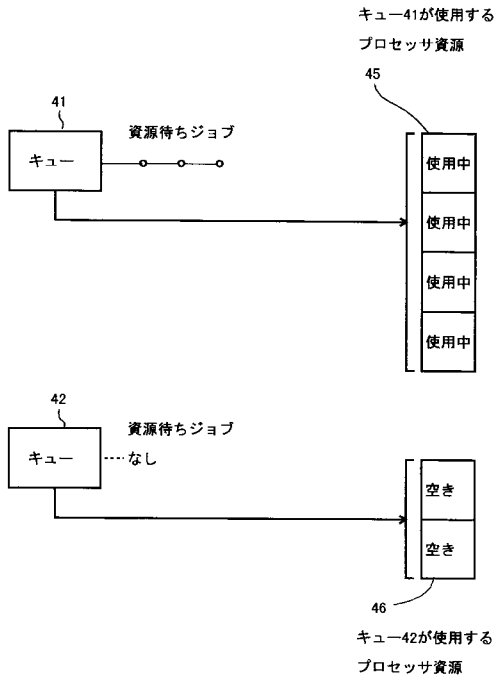 キュー41が使用する
プロセッサ資源
45
41
資源待ちジョブ
キュー
使用中
使用中
使用中
使用中
42
資源待ちジョブ
キュー
なし
空き
空き
46
キュー42が使用する
プロセッサ資源